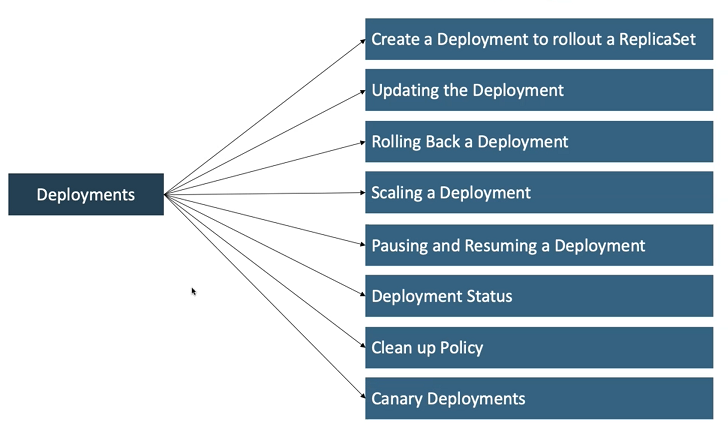 Create a Deployment to rollout a ReplicaSet
Updating the Deployment
Rolling Back a Deployment
Deployments
Scaling a Deployment
Pausing and Resuming a Deployment
Deployment Status
Clean up Policy
Canary Deployments